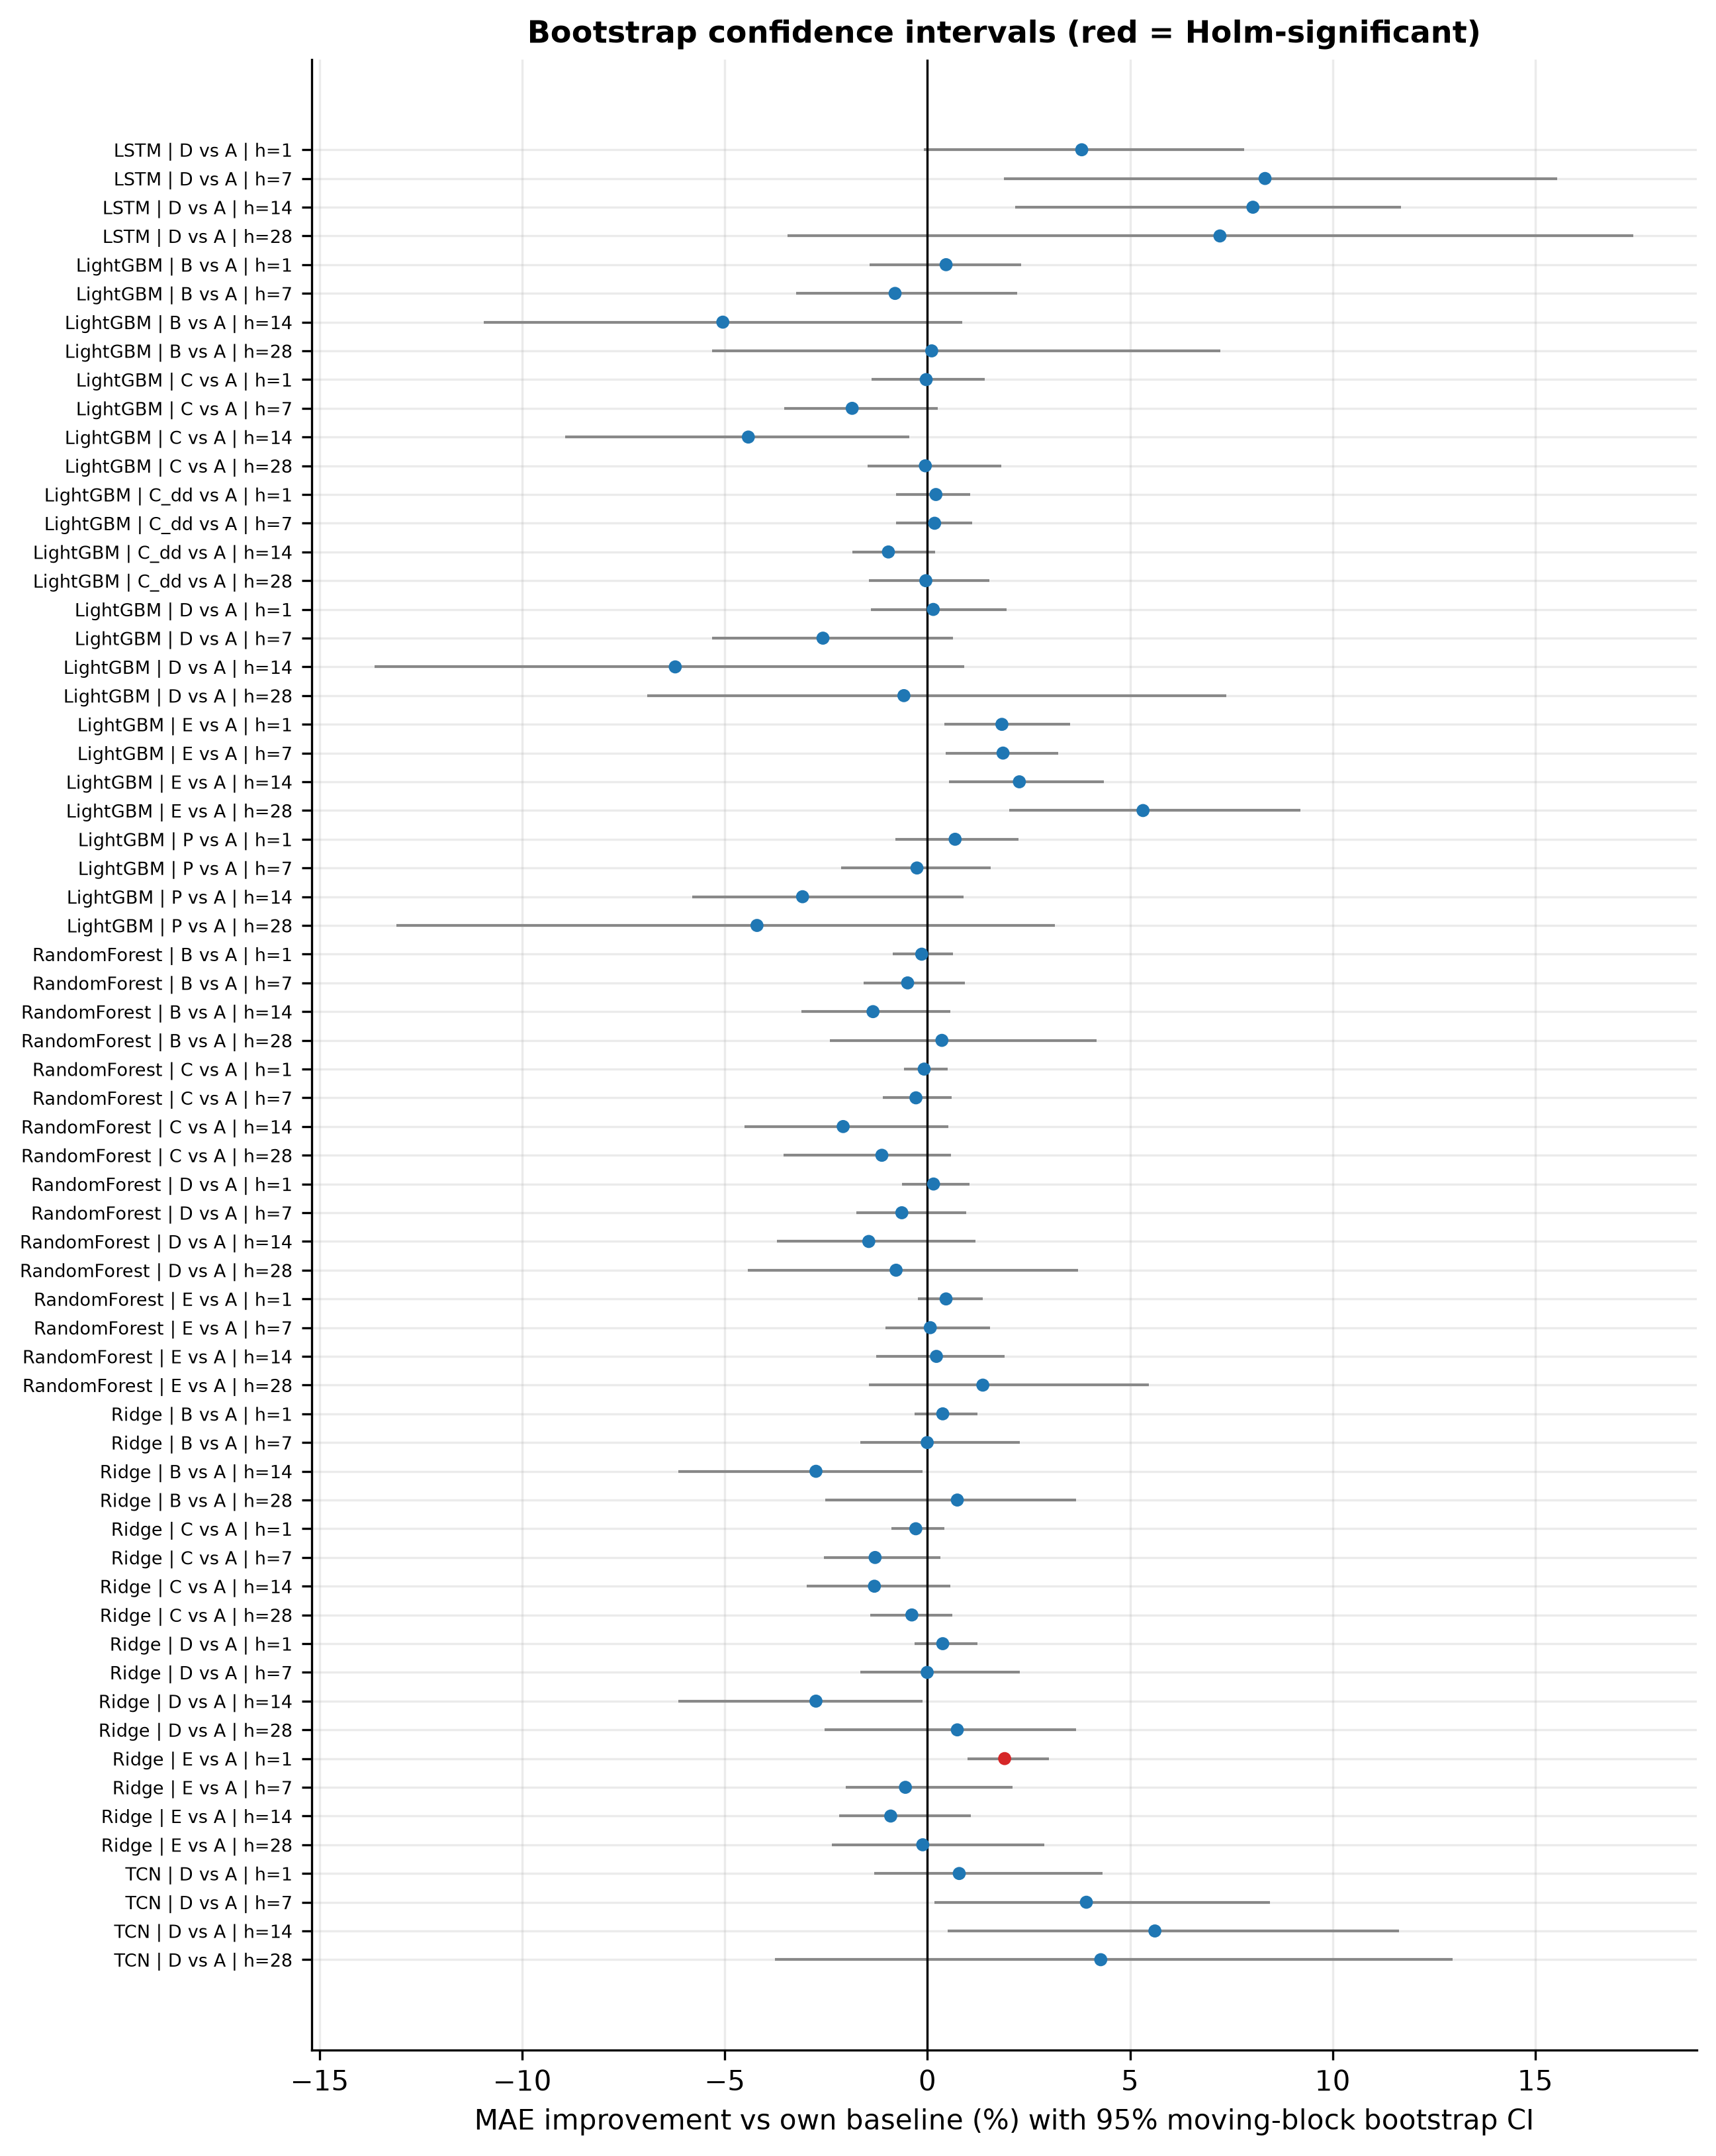 Bootstrap confidence intervals (red = Holm-significant)
LSTM | D vs A | h=1
LSTM | D vs A | h=7
LSTM | D vs A | h=14
LSTM | D vs A | h=28
LightGBM | B vs A | h=1
LightGBM | B vs A | h=7
LightGBM | B vs A | h=14
LightGBM | B vs A | h=28
LightGBM | C vs A | h=1
LightGBM | C vs A | h=7
LightGBM | C vs A | h=14
LightGBM | C vs A | h=28
LightGBM | C_dd vs A | h=1
LightGBM | C_dd vs A | h=7
LightGBM | C_dd vs A | h=14
LightGBM | C_dd vs A | h=28
LightGBM | D vs A | h=1
LightGBM | D vs A | h=7
LightGBM | D vs A | h=14
LightGBM | D vs A | h=28
LightGBM | E vs A | h=1
LightGBM | E vs A | h=7
LightGBM | E vs A | h=14
LightGBM | E vs A | h=28
LightGBM | P vs A | h=1
LightGBM | P vs A | h=7
LightGBM | P vs A | h=14
LightGBM | P vs A | h=28
RandomForest | B vs A | h=1
RandomForest | B vs A | h=7
RandomForest | B vs A | h=14
RandomForest | B vs A | h=28
RandomForest | C vs A | h=1
RandomForest | C vs A | h=7
RandomForest | C vs A | h=14
RandomForest | C vs A | h=28
RandomForest | D vs A | h=1
RandomForest | D vs A | h=7
RandomForest | D vs A | h=14
RandomForest | D vs A | h=28
RandomForest | E vs A | h=1
RandomForest | E vs A | h=7
RandomForest | E vs A | h=14
RandomForest | E vs A | h=28
Ridge | B vs A | h=1
Ridge | B vs A | h=7
Ridge | B vs A | h=14
Ridge | B vs A | h=28
Ridge | C vs A | h=1
Ridge | C vs A | h=7
Ridge | C vs A | h=14
Ridge | C vs A | h=28
Ridge | D vs A | h=1
Ridge | D vs A | h=7
Ridge | D vs A | h=14
Ridge | D vs A | h=28
Ridge | E vs A | h=1
Ridge | E vs A | h=7
Ridge | E vs A | h=14
Ridge | E vs A | h=28
TCN | D vs A | h=1
TCN | D vs A | h=7
TCN | D vs A | h=14
TCN | D vs A | h=28
−15 −10 −5 0 5 10 15
MAE improvement vs own baseline (%) with 95% moving-block bootstrap CI